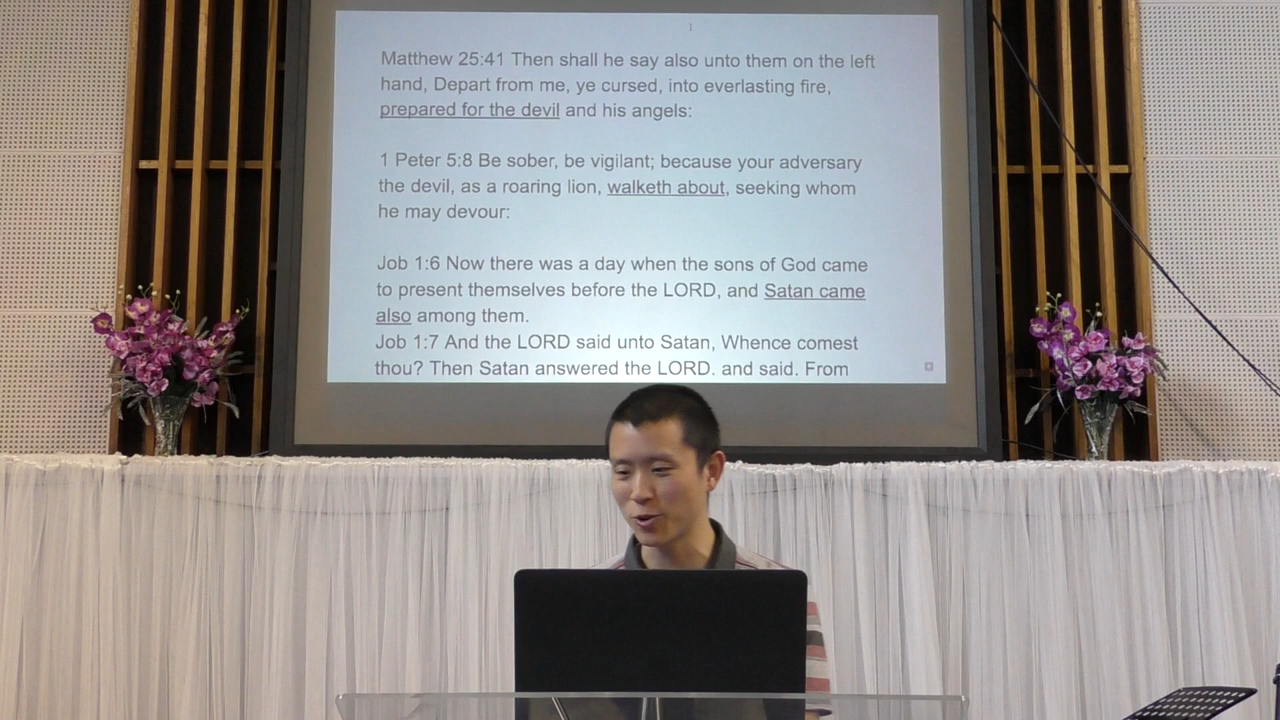 1
Matthew 25:41 Then shall he say also unto them on the left
hand, Depart from me, ye cursed, into everlasting fire,
prepared for the devil and his angels:
1 Peter 5:8 Be sober, be vigilant; because your adversary
the devil, as a roaring lion, walketh about, seeking whom
he may devour:
Job 1:6 Now there was a day when the sons of God came
to present themselves before the LORD, and Satan came
also among them.
Job 1:7 And the LORD said unto Satan, Whence comest
thou? Then Satan answered the LORD, and said, From